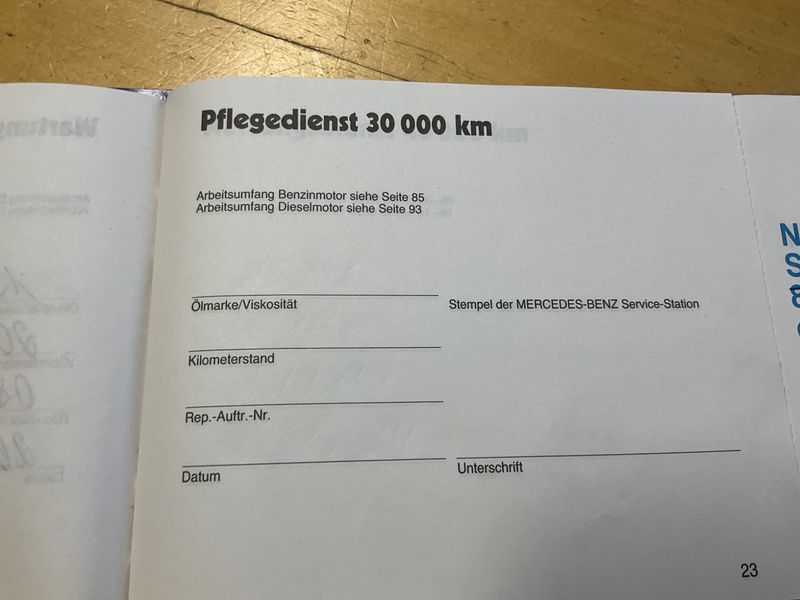 Pflegedienst 30 000 km
Arbeitsumfang Benzinmotor siehe Seite 85
Arbeitsumfang Dieselmotor siehe Seite 93
Ölmarke/Viskosität
Stempel der MERCEDES-BENZ Service-Station
Kilometerstand
Rep.-Auftr.-Nr.
Datum
Unterschrift
23